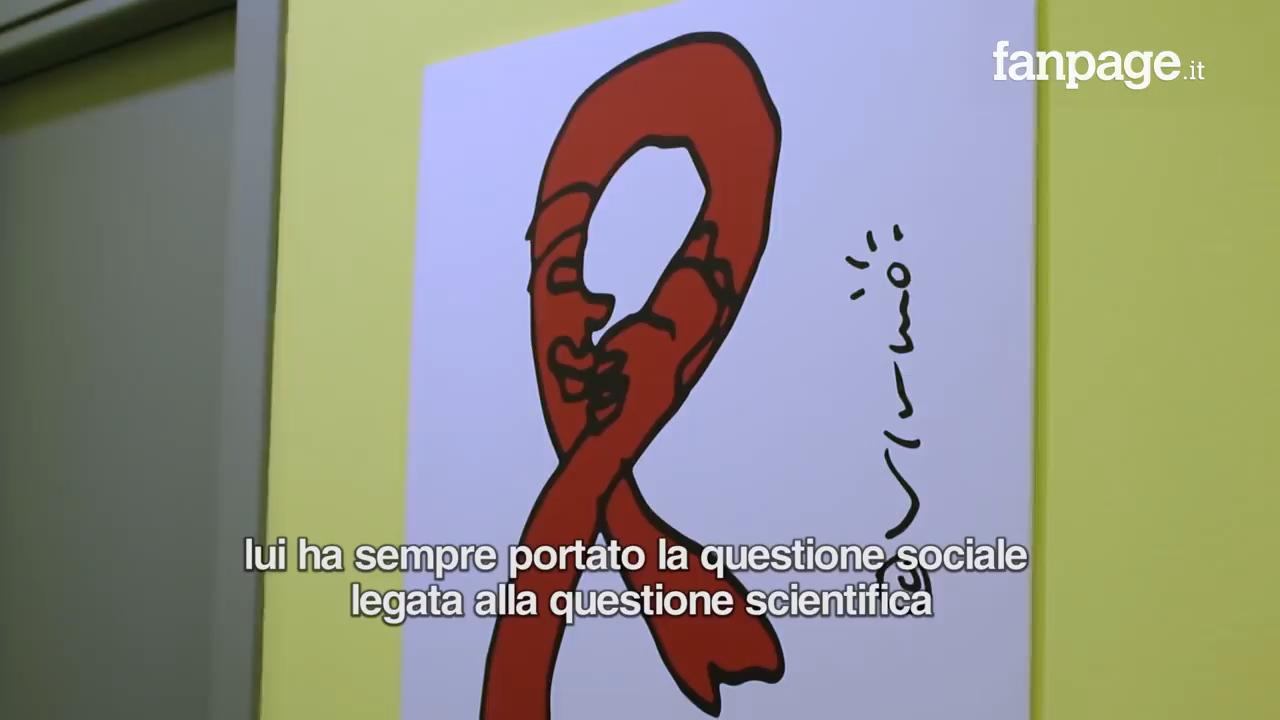 fanpage.it
lui ha sempre portato la questione sociale
legata alla questione scientifica